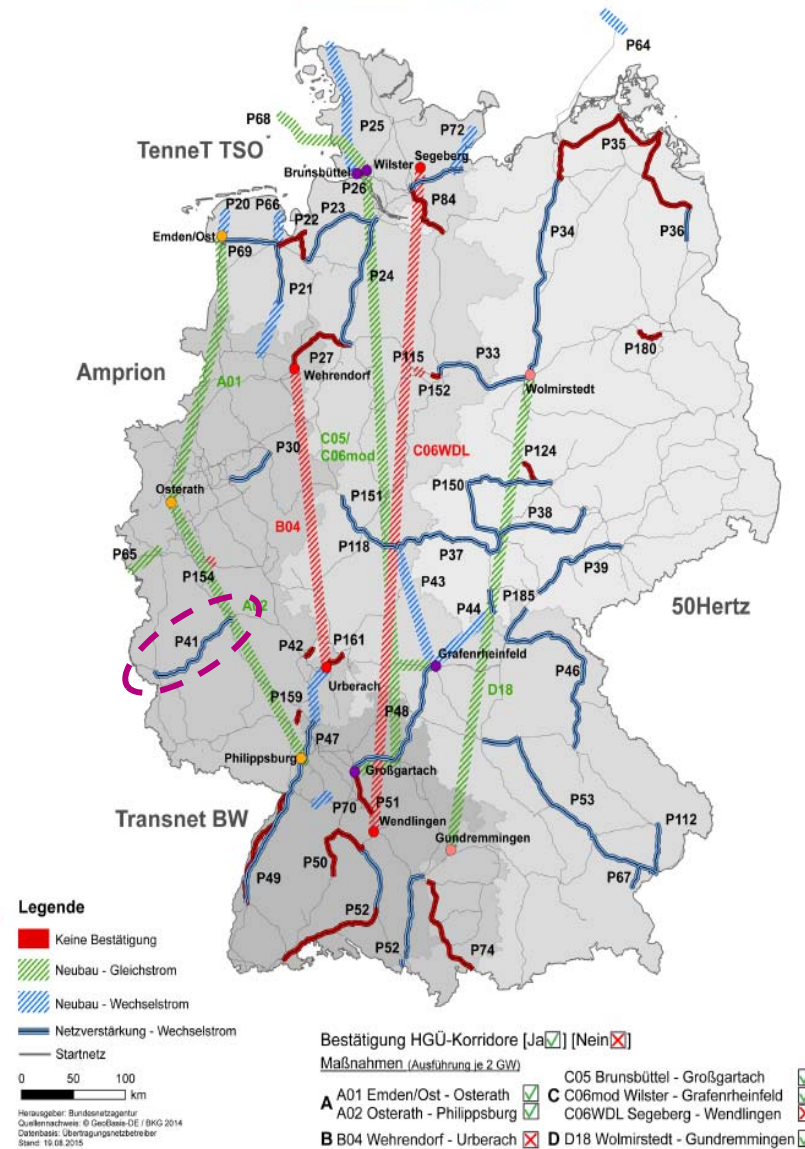 P64
P68
P25
P72
P35
TenneT TSO
Wilster
Segeberg
Brunsbüttel
P26
P84
P20
P66
P22
P23
P34
P36
Emden/Ost
P69
P24
P21
P27
P115
P33
P180
Wehrendorf
P152
Wolmirstedt
Amprion
A01
C05/
C06mod
C06WDL
P124
P30
P151
P150
Osterath
P38
B04
P118
P37
P39
P65
P43
P154
P185
P44
50Hertz
A02
P41
P42
P161
Grafenrheinfeld
P46
Urberach
D18
P159
P48
P47
Philippsburg
Großgartach
P53
P70
P51
Transnet BW
P112
Wendlingen
Gundremmingen
P50
P49
P67
P52
P52
P74
Legende
Keine Bestätigung
Neubau - Gleichstrom
Neubau - Wechselstrom
Netzverstärkung - Wechselstrom
Startnetz
0 50 100
km
Herausgeber: Bundesnetzagentur
Quellennachweis: © GeoBasis-DE / BKG 2014
Datenbasis: Übertragungsnetzbetreiber
Stand: 19.08.2015
Bestätigung HGÜ-Korridore [Ja☑] [Nein☒]
Maßnahmen (Ausführung je 2 GW)
A A01 Emden/Ost - Osterath ☑
A02 Osterath - Philippsburg ☑
B B04 Wehrendorf - Urberach ☒
C05 Brunsbüttel - Großgartach
C C06mod Wilster - Grafenrheinfeld
C06WDL Segeberg - Wendlingen
D D18 Wolmirstedt - Gundremmingen